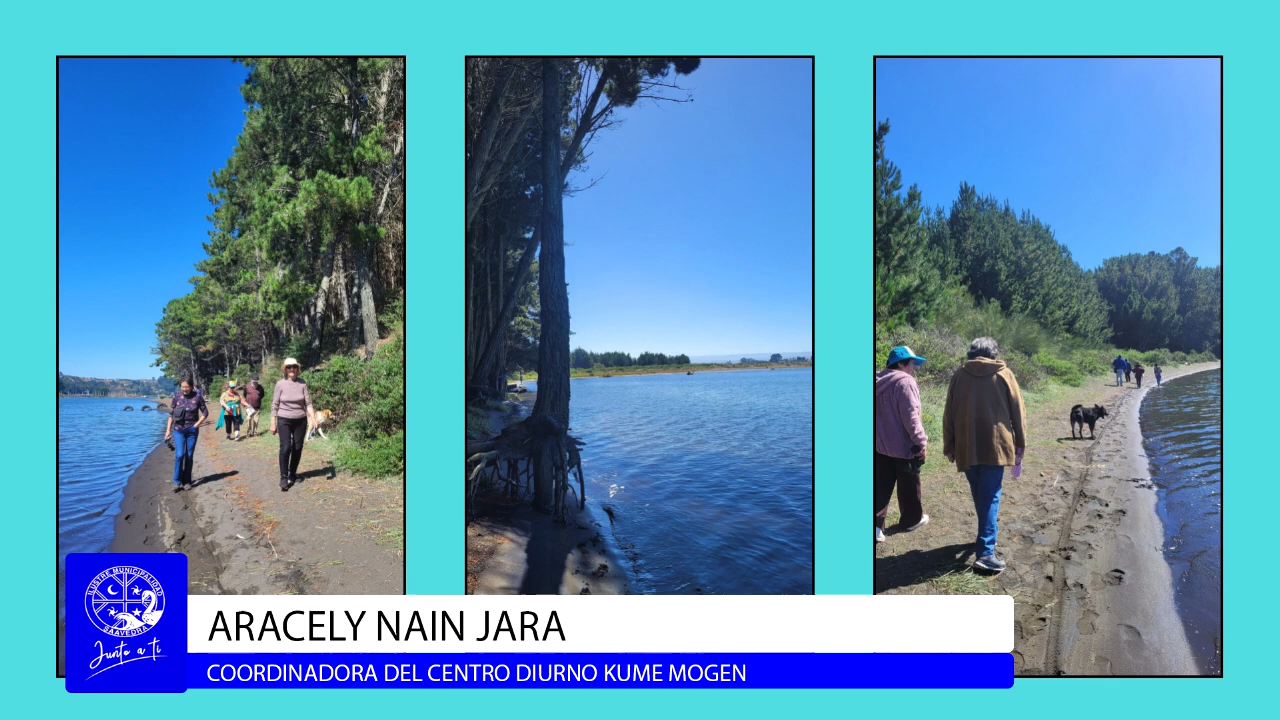 ILUSTRE MUNICIPALIDAD
SAAVEDRA
Junto a ti
ARACELY NAIN JARA
COORDINADORA DEL CENTRO DIURNO KUME MOGEN